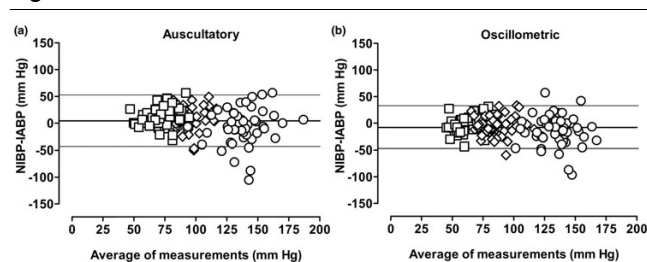 (a)
Auscultatory
NIBP-IABP (mm Hg)
150
100
50
0
-50
-100
-150
0 25 50 75 100 125 150 175 200
Average of measurements (mm Hg)
(b)
Oscillometric
NIBP-IABP (mm Hg)
150
100
50
0
-50
-100
-150
0 25 50 75 100 125 150 175 200
Average of measurements (mm Hg)